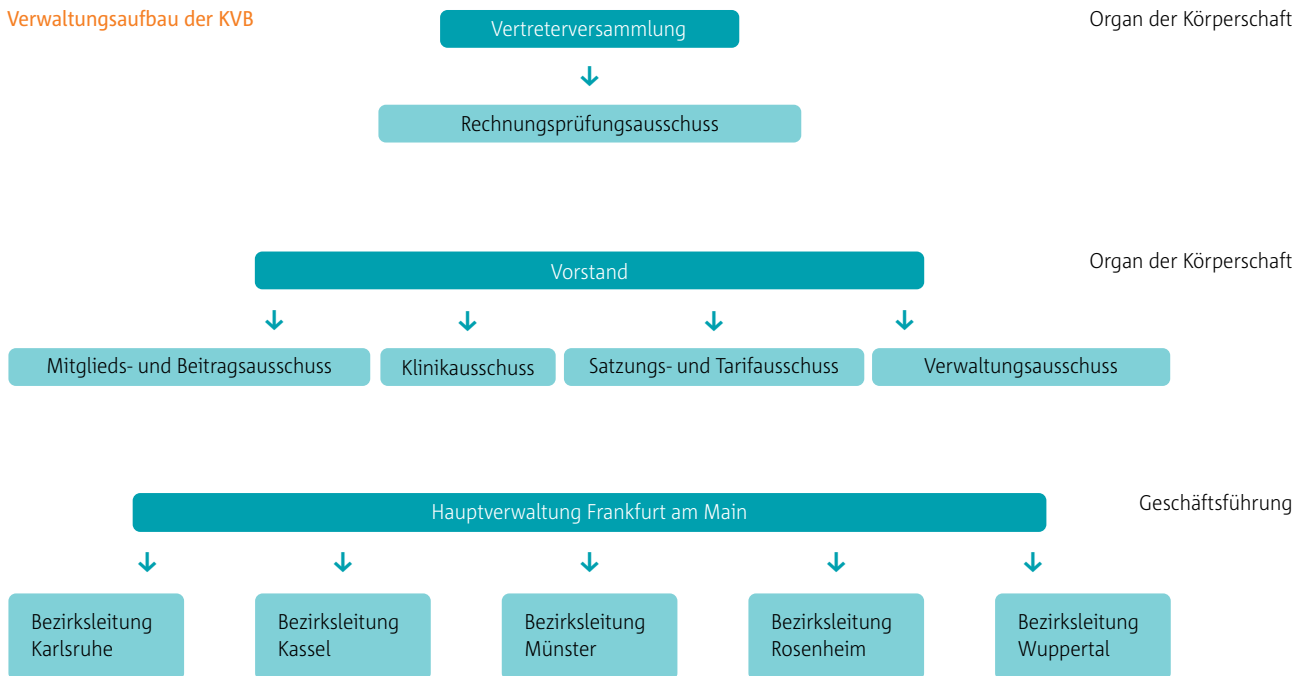 Verwaltungsaufbau der KVB
Vertreterversammlung
Organ der Körperschaft
Rechnungsprüfungsausschuss
Vorstand
Organ der Körperschaft
Mitglieds- und Beitragsausschuss
Klinikausschuss
Satzungs- und Tarifausschuss
Verwaltungsausschuss
Hauptverwaltung Frankfurt am Main
Geschäftsführung
Bezirksleitung
Karlsruhe
Bezirksleitung
Kassel
Bezirksleitung
Münster
Bezirksleitung
Rosenheim
Bezirksleitung
Wuppertal